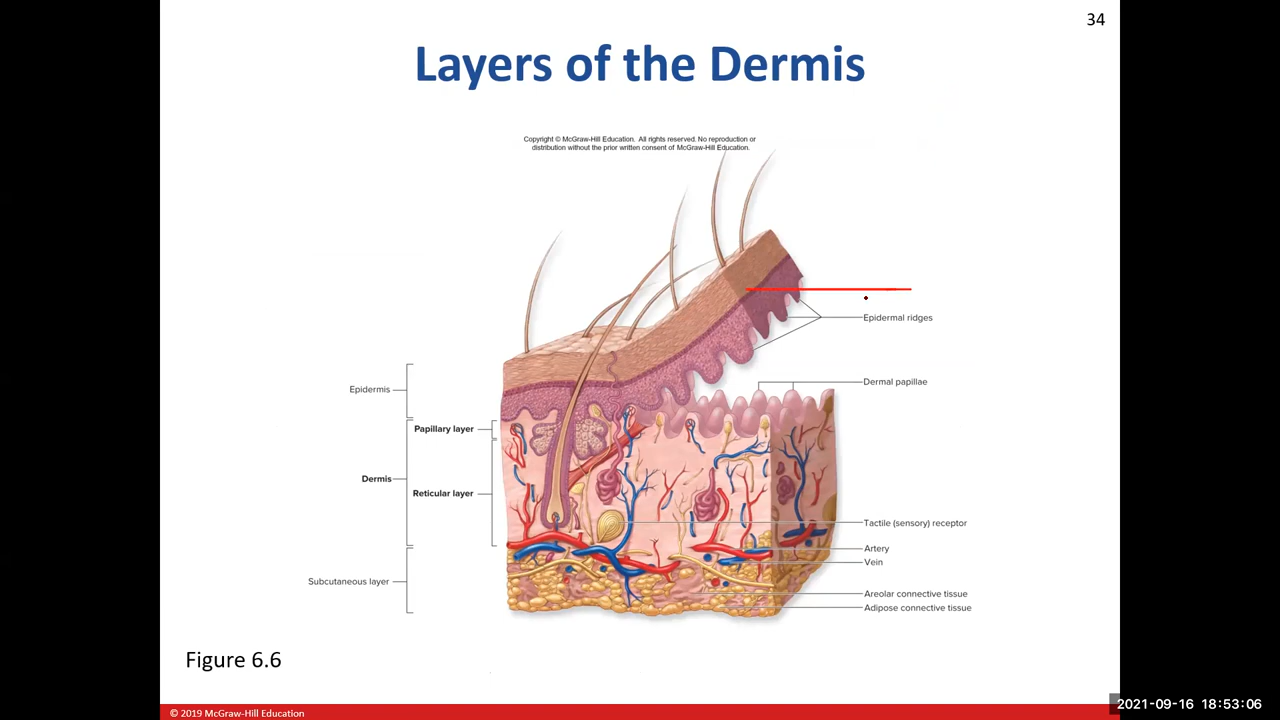 34
Layers of the Dermis
Copyright © McGraw-Hill Education. All rights reserved. No reproduction or
distribution without the prior written consent of McGraw-Hill Education.
Epidermal ridges
Dermal papillae
Epidermis
Papillary layer
Dermis
Reticular layer
Tactile (sensory) receptor
Artery
Vein
Subcutaneous layer
Areolar connective tissue
Adipose connective tissue
Figure 6.6
© 2019 McGraw-Hill Education
2021-09-16 18:53:06